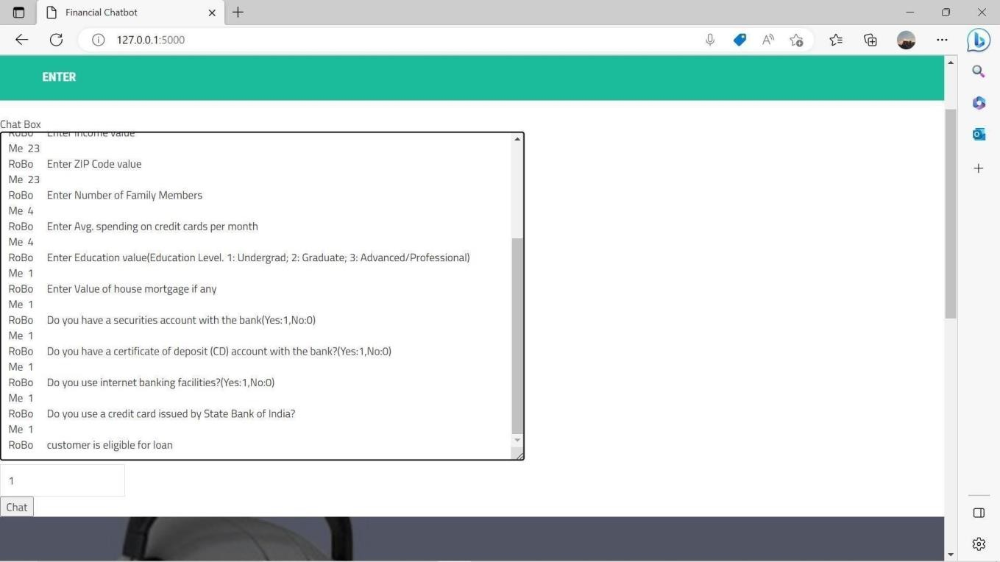 Financial Chatbot
127.0.0.1:5000
ENTER
Chat Box
RoBo Enter Income value
Me 23
RoBo Enter ZIP Code value
Me 23
RoBo Enter Number of Family Members
Me 4
RoBo Enter Avg. spending on credit cards per month
Me 4
RoBo Enter Education value(Education Level. 1: Undergrad; 2: Graduate; 3: Advanced/Professional)
Me 1
RoBo Enter Value of house mortgage if any
Me 1
RoBo Do you have a securities account with the bank(Yes:1,No:0)
Me 1
RoBo Do you have a certificate of deposit (CD) account with the bank?(Yes:1,No:0)
Me 1
RoBo Do you use internet banking facilities?(Yes:1,No:0)
Me 1
RoBo Do you use a credit card issued by State Bank of India?
Me 1
RoBo customer is eligible for loan
1
Chat